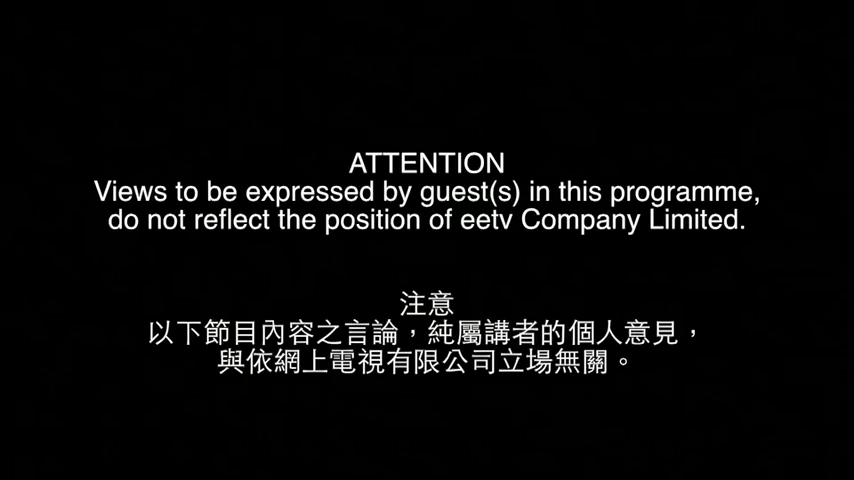 ATTENTION
Views to be expressed by guest(s) in this programme,
do not reflect the position of eetv Company Limited.
注意
以下節目內容之言論，純屬講者的個人意見，
與依網上電視有限公司立場無關。